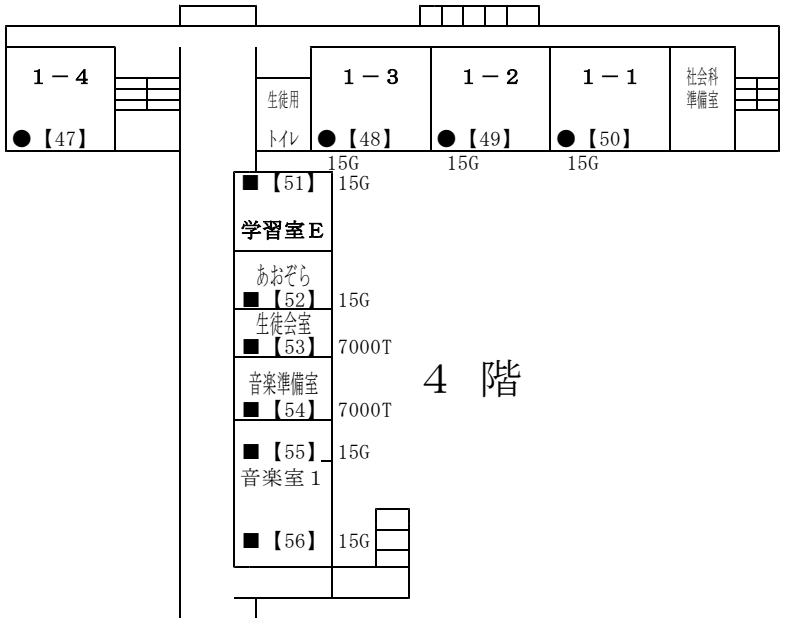 １－４
１－３
１－２
１－１
社会科
準備室
生徒用
トイレ
●【47】
●【48】
●【49】
●【50】
15G
15G
15G
■【51】 15G
学習室Ｅ
あおぞら
■【52】 15G
生徒会室
■【53】 7000T
音楽準備室
■【54】 7000T
４ 階
■【55】 15G
音楽室１
■【56】 15G